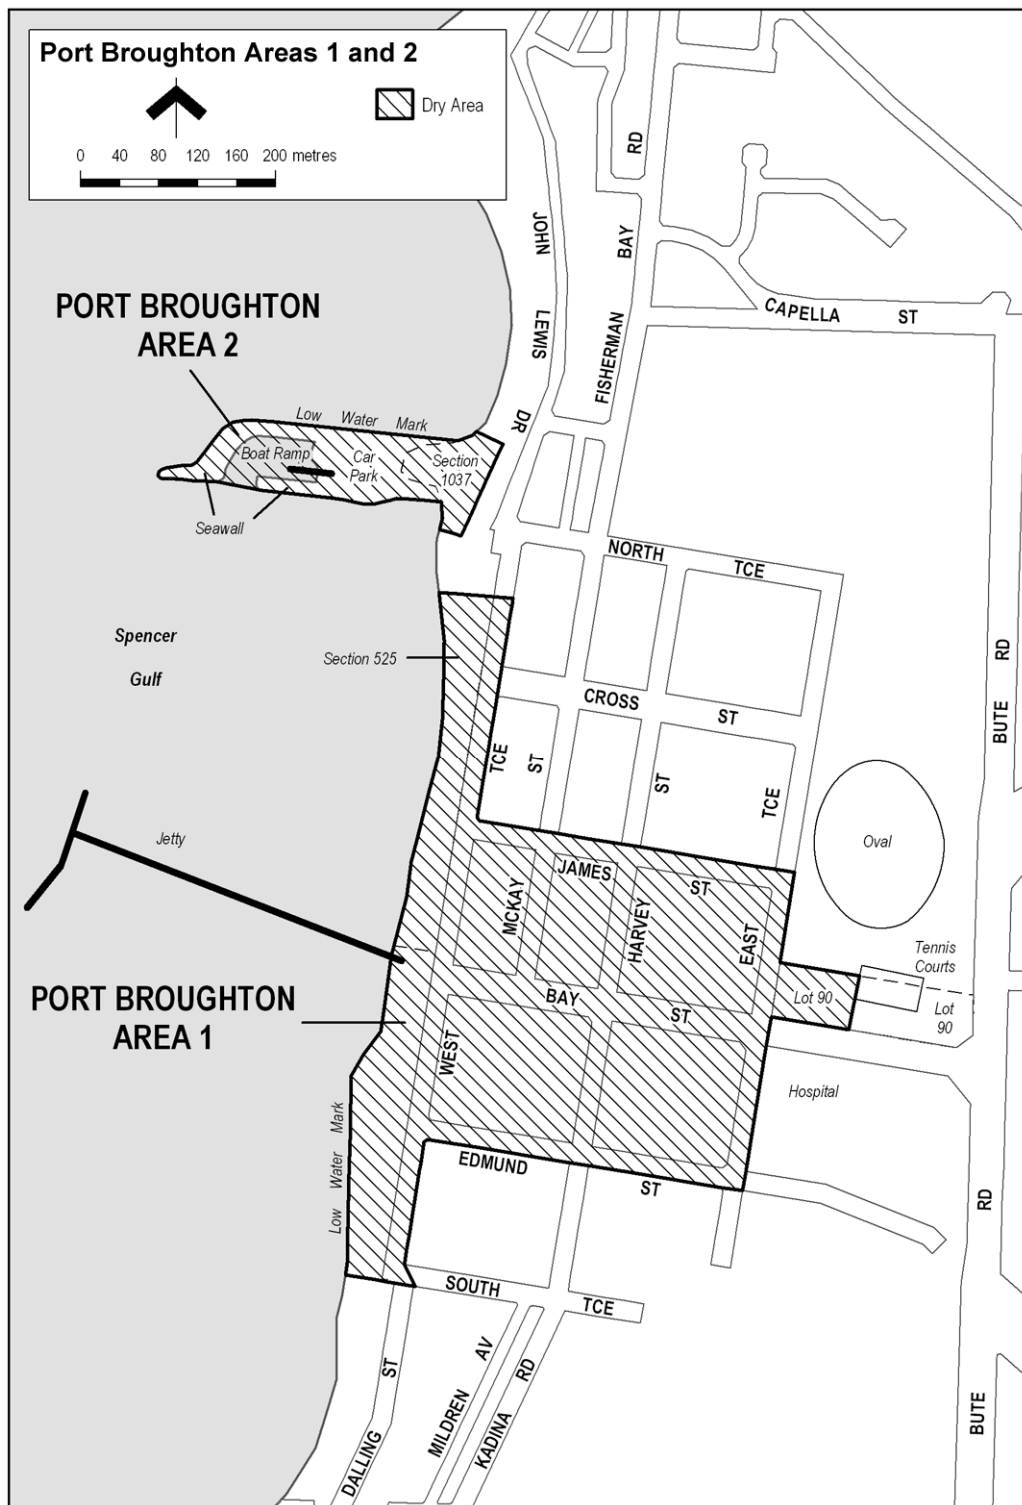 Port Broughton Areas 1 and 2
Dry Area
0 40 80 120 160 200 metres
RD
JOHN
BAY
PORT BROUGHTON
AREA 2
CAPELLA ST
LEWIS
FISHERMAN
DR
Low Water Mark
Boat Ramp
Car
Park
Section
1037
Seawall
NORTH
TCE
Spencer
Gulf
Section 525
RD
CROSS
ST
BUTE
TCE
ST
ST
TCE
Jetty
Oval
JAMES
ST
MCKAY
HARVEY
EAST
Tennis
Courts
PORT BROUGHTON
AREA 1
BAY
ST
Lot 90
Lot
90
WEST
Hospital
Low Water Mark
EDMUND
ST
RD
SOUTH
TCE
ST
AV
RD
MILDREN
KADINA
DALLING
BUTE